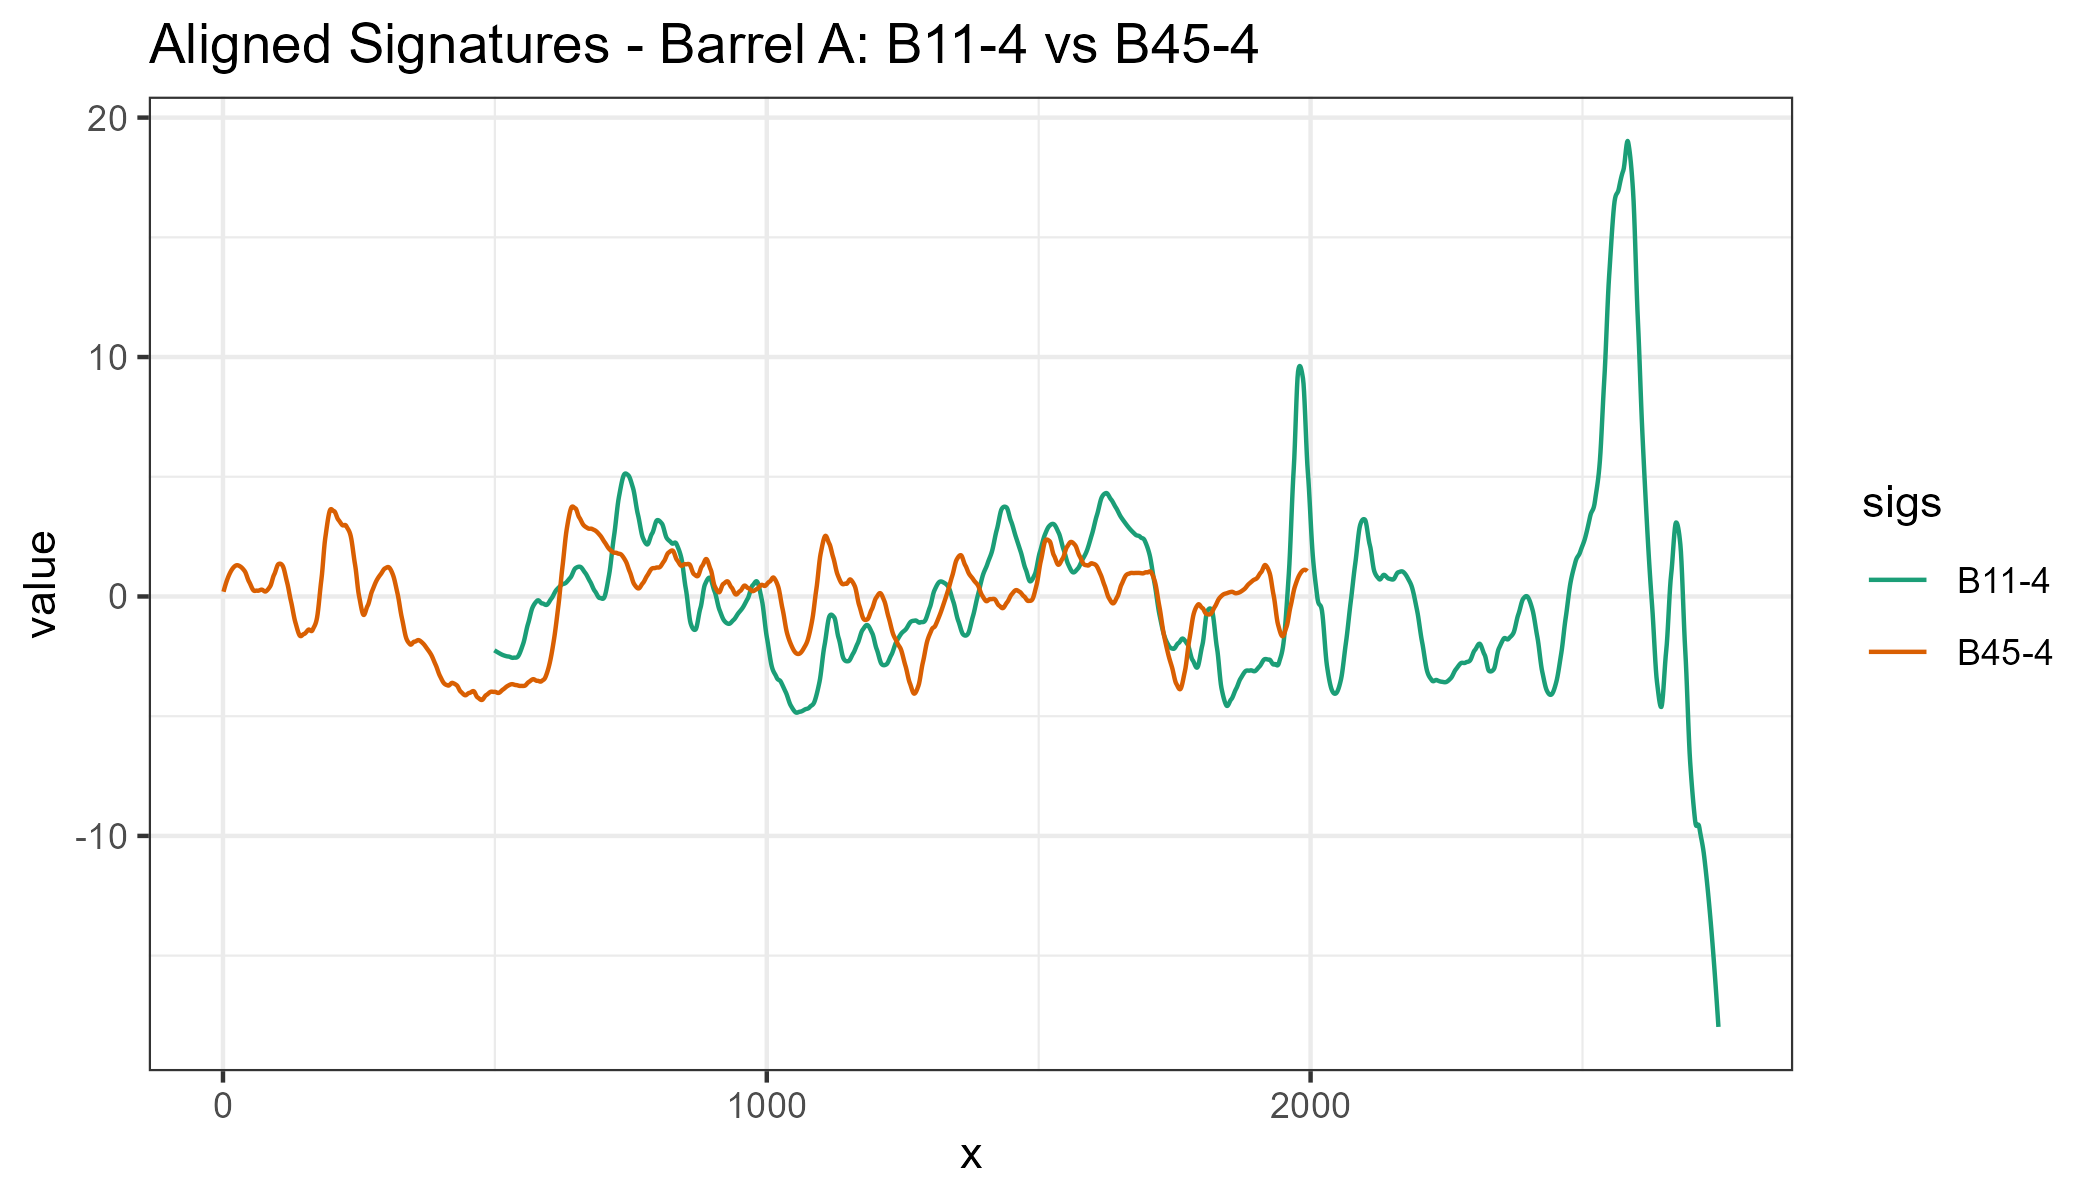 Aligned Signatures - Barrel A: B11-4 vs B45-4
20
10
0
-10
value
0
1000
2000
x
sigs
B11-4
B45-4